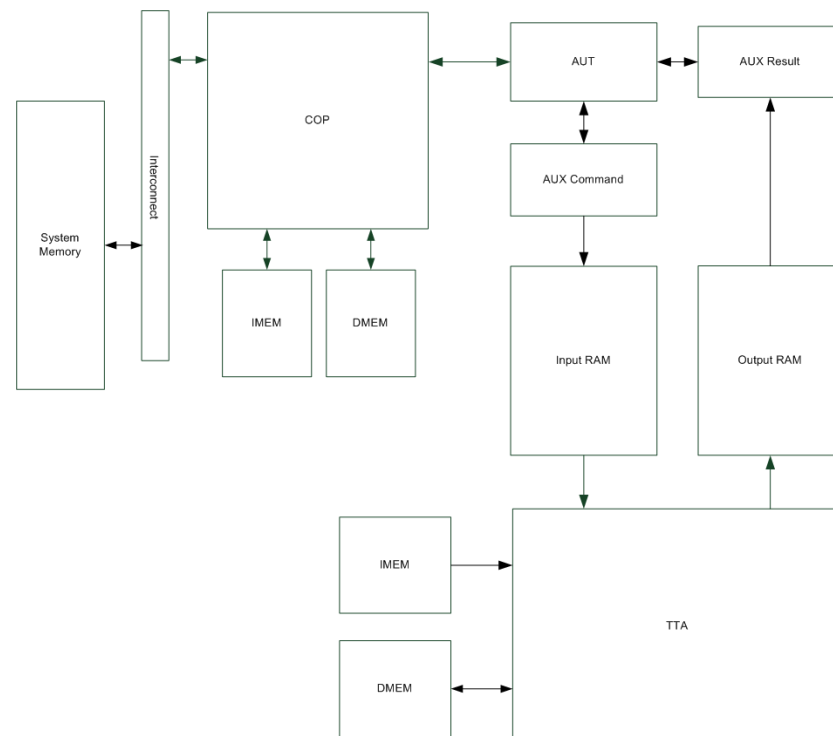 COP
AUT
AUX Result
Interconnect
AUX Command
System
Memory
IMEM
DMEM
Input RAM
Output RAM
IMEM
TTA
DMEM